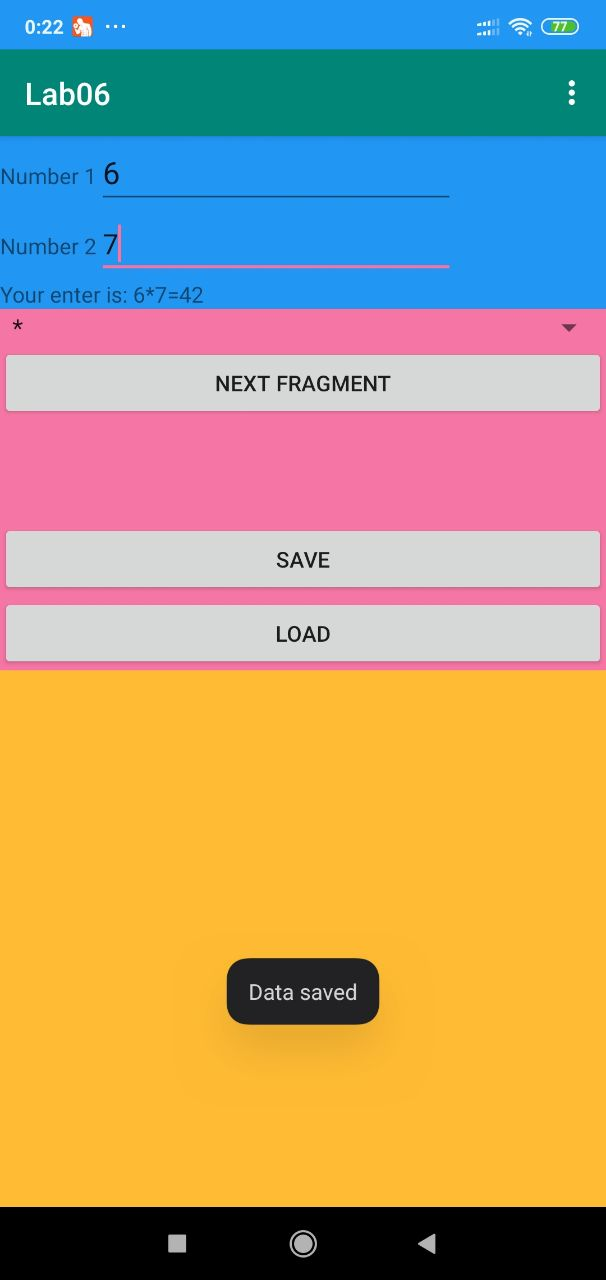 0:22 ... 77
Lab06
Number 1 6
Number 2 7
Your enter is: 6*7=42
*
NEXT FRAGMENT
SAVE
LOAD
Data saved